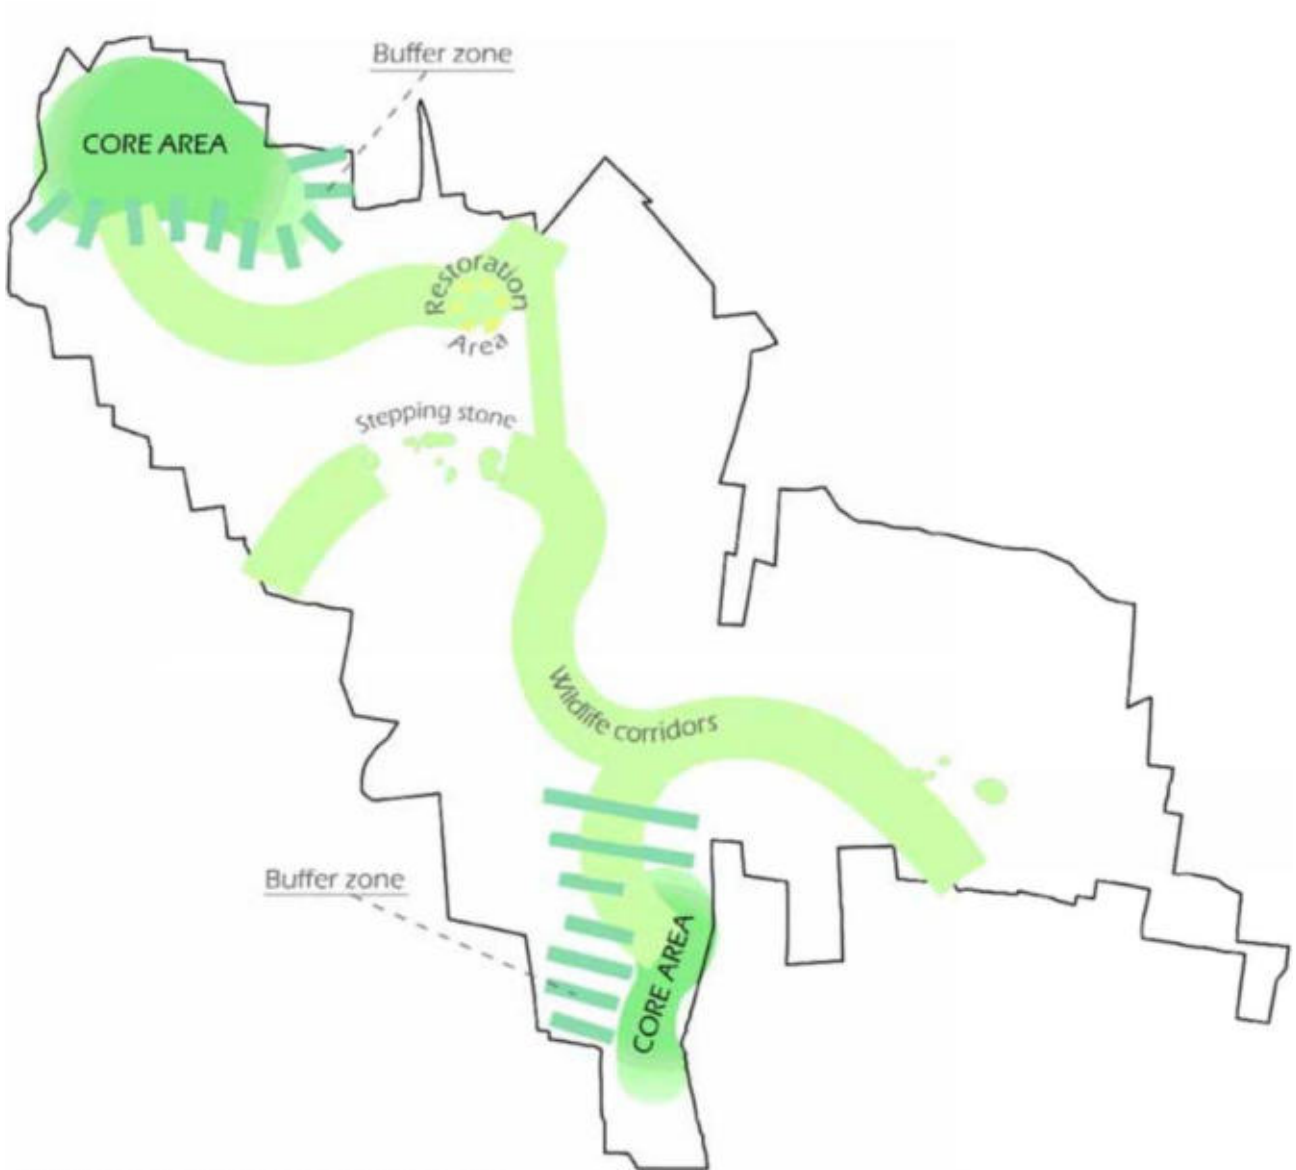 Buffer zone
CORE AREA
Restoration
Area
Stepping stone
Wildlife corridors
Buffer zone
CORE AREA